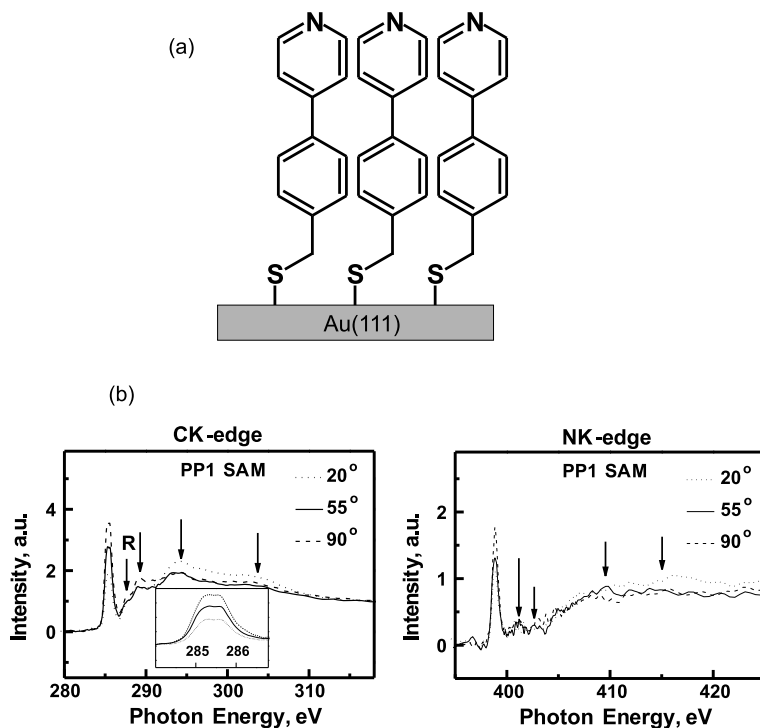 (a)
N N N
S S S
Au(111)
(b)
CK-edge
PP1 SAM
20°
55°
90°
R
Intensity, a.u.
4
2
0
285 286
280 290 300 310
Photon Energy, eV
NK-edge
PP1 SAM
20°
55°
90°
Intensity, a.u.
2
1
0
400 410 420
Photon Energy, eV